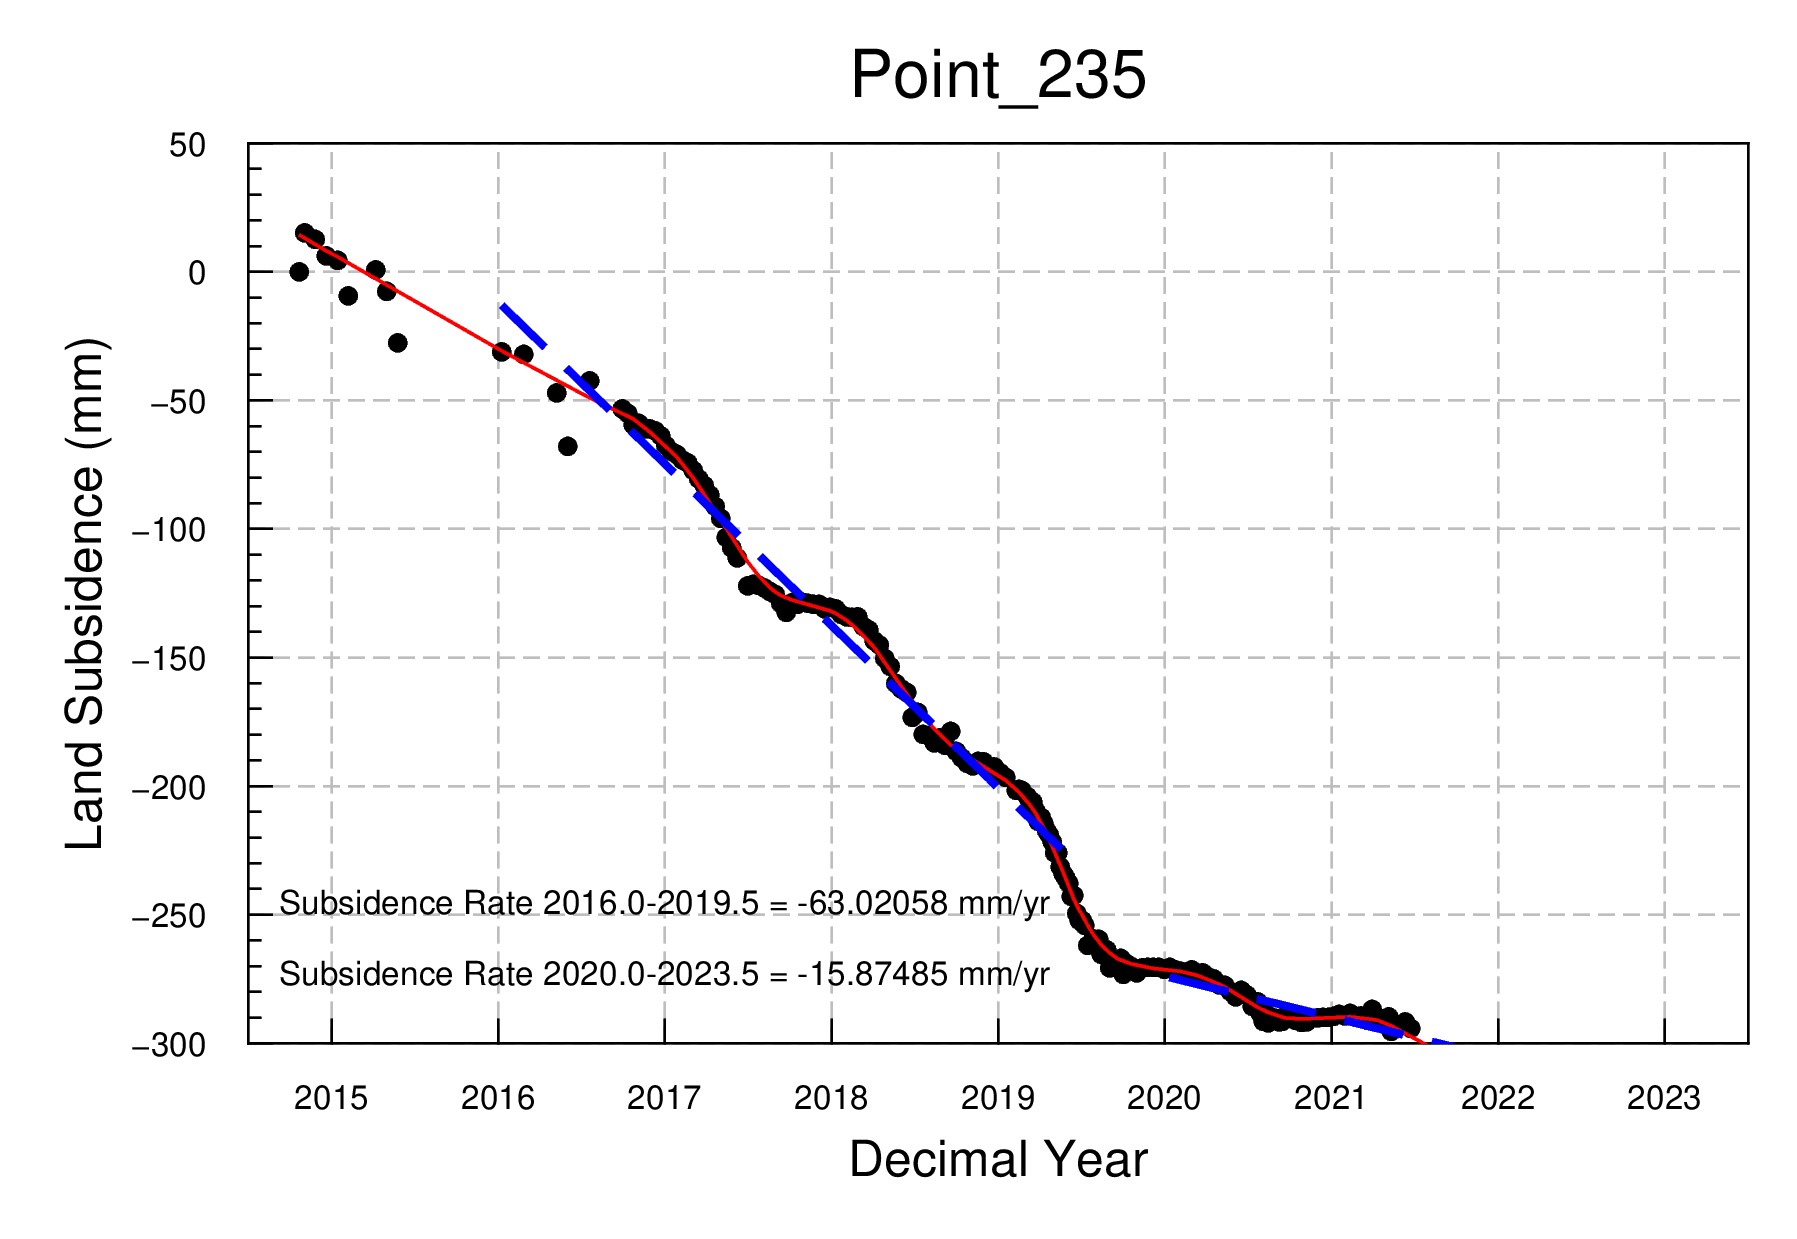 Point_235
50
0
−50
−100
−150
−200
−250
−300
Land Subsidence (mm)
Subsidence Rate 2016.0-2019.5 = -63.02058 mm/yr
Subsidence Rate 2020.0-2023.5 = -15.87485 mm/yr
2015 2016 2017 2018 2019 2020 2021 2022 2023
Decimal Year